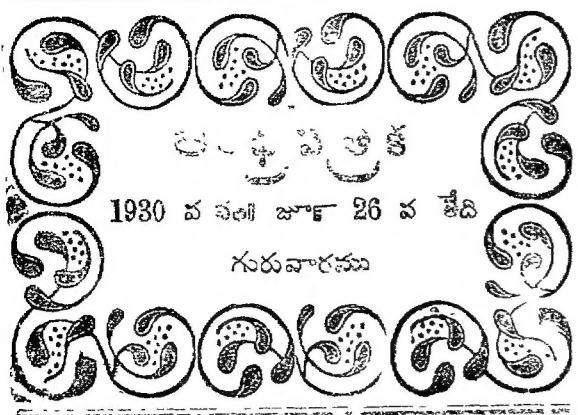 ఆంధ్రపత్రిక
1930 వ సం॥ జూ౯ 26 వ తేది
గురువారము